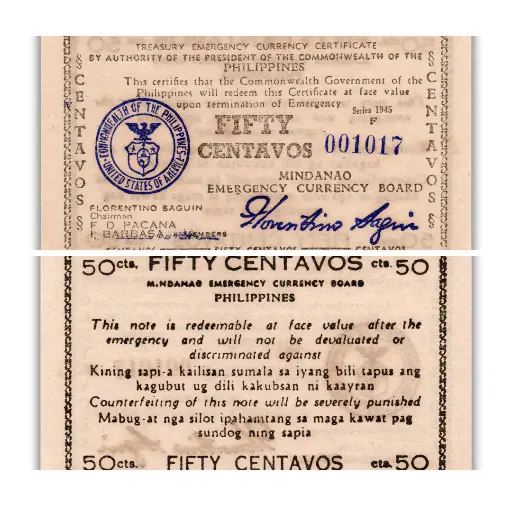 TREASURY EMERGENCY CURRENCY CERTIFICATE
BY AUTHORITY OF THE PRESIDENT OF THE COMMONWEALTH OF THE
PHILIPPINES
This certifies that the Commonwealth Government of the
Philippines will redeem this Certificate at face value
upon termination of Emergency
Series 1945
F
CENTAVOS
CENTAVOS
COMMONWEALTH OF THE PHILIPPINES
UNITED STATES OF AMERICA
FIFTY
CENTAVOS
001017
MINDANAO
EMERGENCY CURRENCY BOARD
FLORENTINO SAGUIN
Chairman
F D PACANA
BARBASA MEMBERS
Florentino Saguin
50cts. FIFTY CENTAVOS cts. 50
MINDANAO EMERGENCY CURRENCY BOARD
PHILIPPINES
This note is redeemable at face value after the
emergency and will not be devaluated or
discriminated against
Kining sapi-a kailisan sumala sa iyang bili tapus ang
kagubut ug dili kakubsan ni kaayran
Counterfeiting of this note will be severely punished
Mabug-at nga silot ipahamtang sa maga kawat pag
sundog ning sapia
50cts. FIFTY CENTAVOS cts. 50